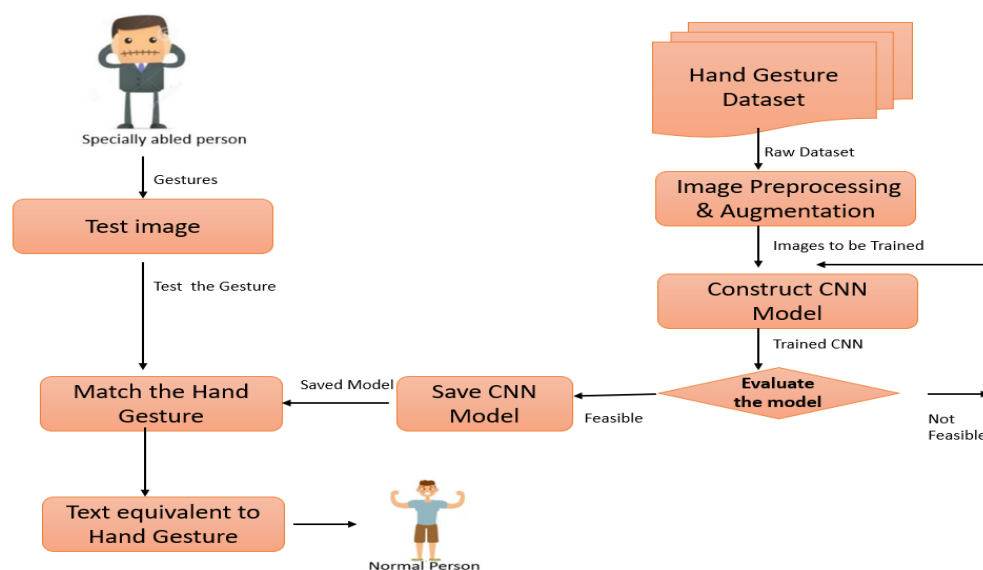 Specially abled person
Gestures
Test image
Test the Gesture
Match the Hand
Gesture
Text equivalent to
Hand Gesture
Normal Person
Hand Gesture
Dataset
Raw Dataset
Image Preprocessing
& Augmentation
Images to be Trained
Construct CNN
Model
Trained CNN
Evaluate
the model
Not
Feasible
Feasible
Save CNN
Model
Saved Model